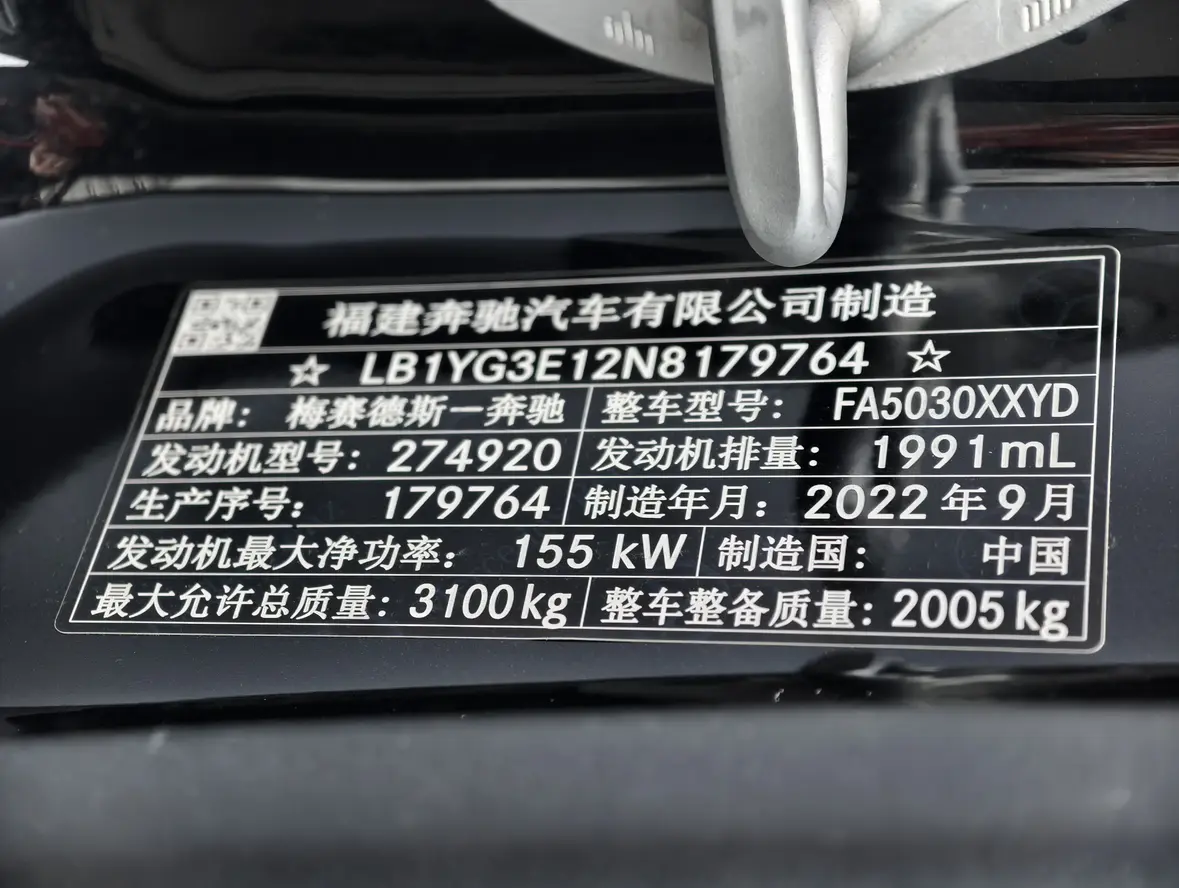 福建奔驰汽车有限公司制造
☆ LB1YG3E12N8179764 ☆
品牌： 梅赛德斯－奔驰 整车型号： FA5030XXYD
发动机型号：274920 发动机排量： 1991mL
生产序号： 179764 制造年月：2022年9月
发动机最大净功率： 155 kW 制造国： 中国
最大允许总质量：3100kg 整车整备质量：2005kg